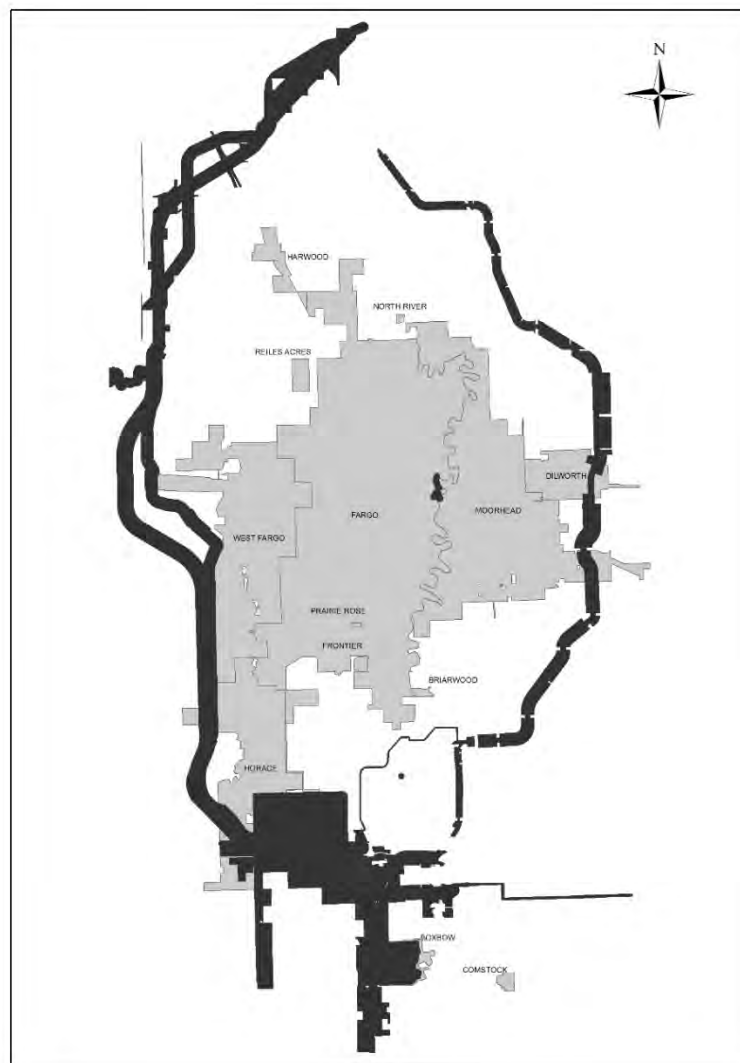 N
HARWOOD
NORTH RIVER
REILES ACRES
DILWORTH
FARGO
MOORHEAD
WEST FARGO
PRAIRIE ROSE
FRONTIER
BRIARWOOD
HORACE
OXBOW
COMSTOCK